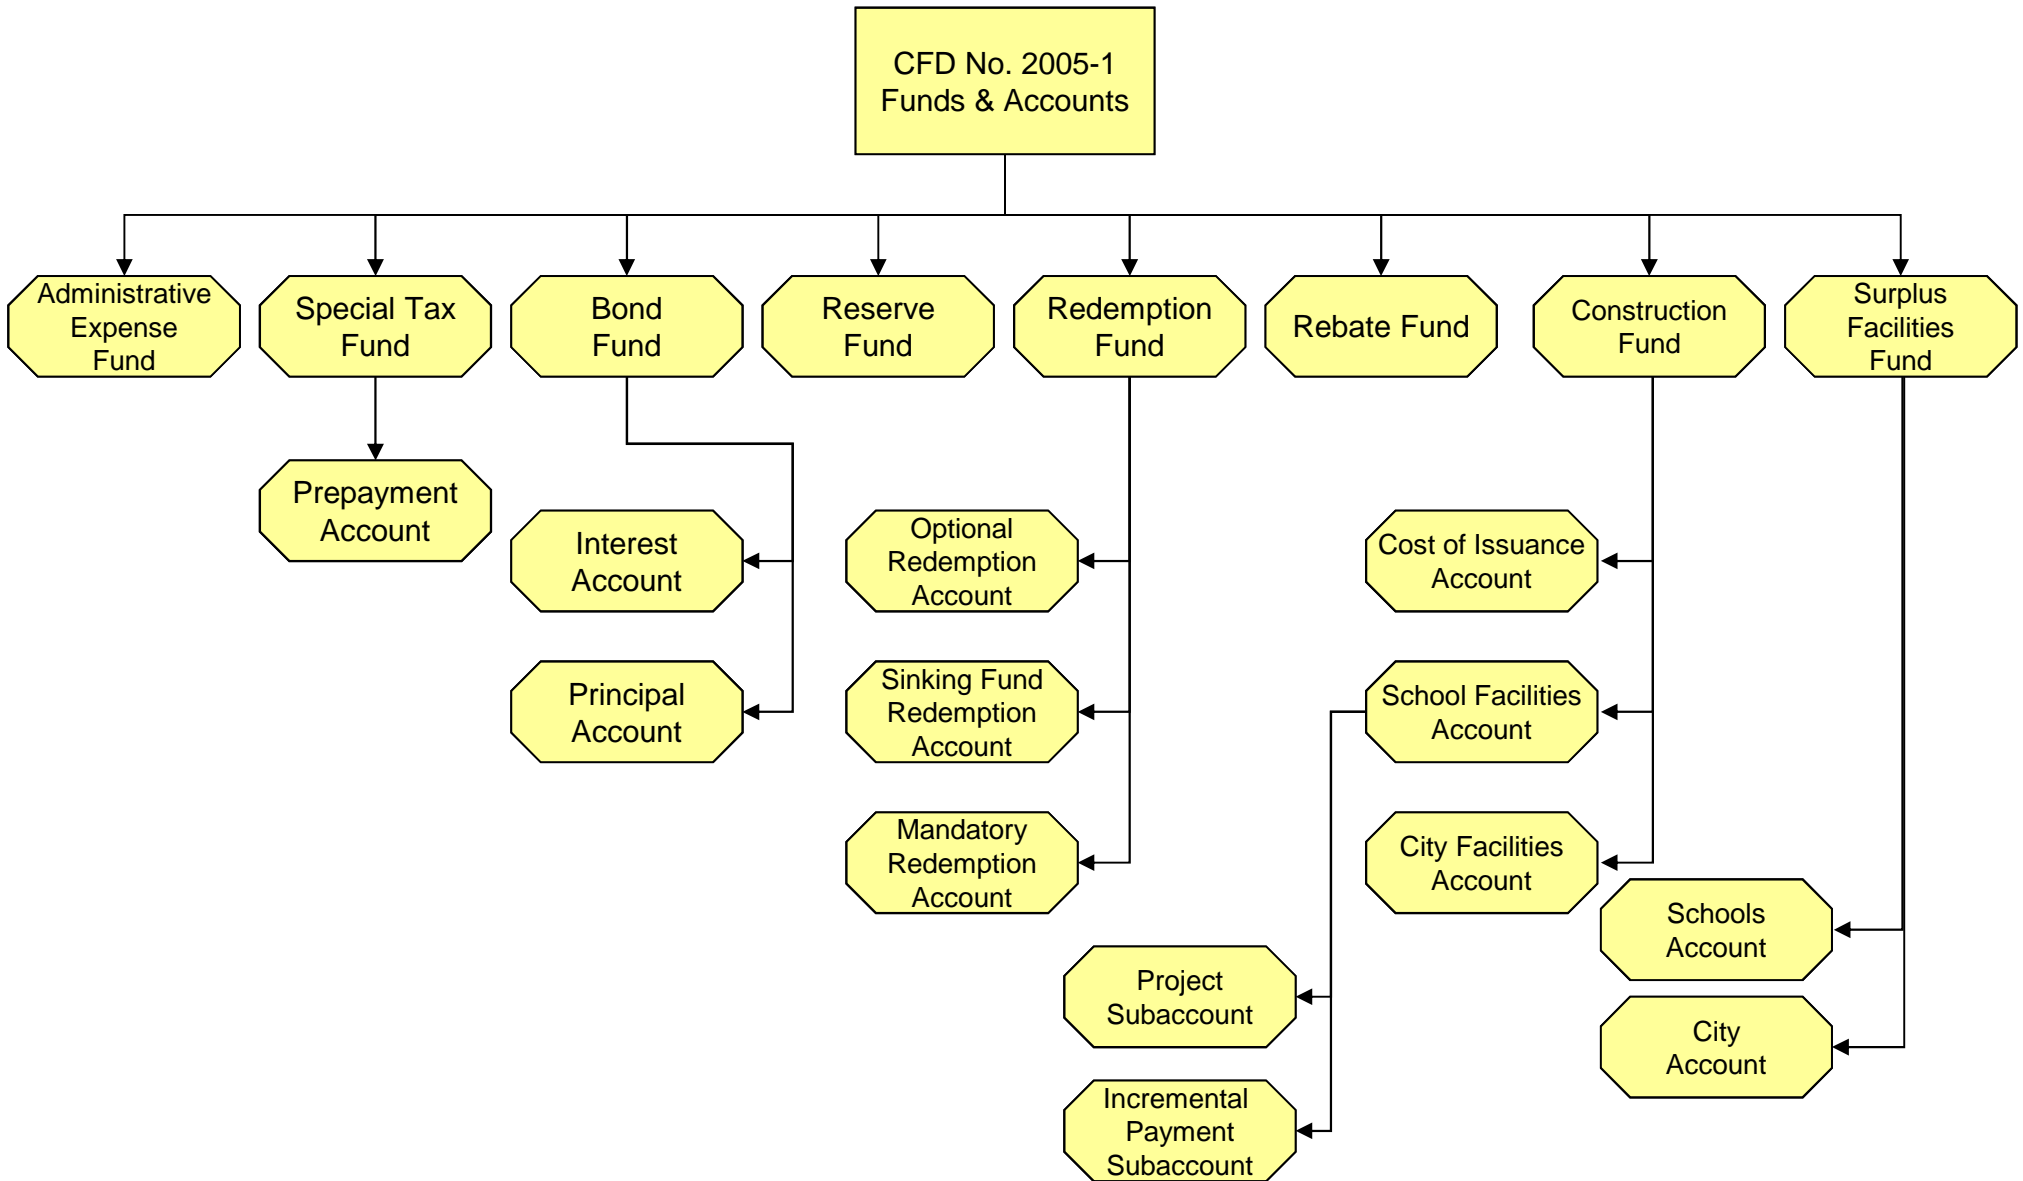 CFD No. 2005-1
Funds & Accounts
Administrative
Expense
Fund
Special Tax
Fund
Bond
Fund
Reserve
Fund
Redemption
Fund
Rebate Fund
Construction
Fund
Surplus
Facilities
Fund
Prepayment
Account
Interest
Account
Optional
Redemption
Account
Cost of Issuance
Account
Principal
Account
Sinking Fund
Redemption
Account
School Facilities
Account
Mandatory
Redemption
Account
City Facilities
Account
Schools
Account
Project
Subaccount
City
Account
Incremental
Payment
Subaccount